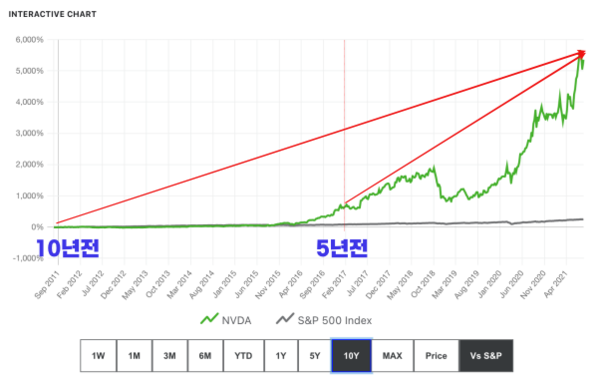 INTERACTIVE CHART
6,000%
5,000%
4,000%
3,000%
2,000%
1,000%
0%
-1,000%
10년전
5년전
Sep 2011
Feb 2012
Jul 2012
Dec 2012
May 2013
Oct 2013
Mar 2014
Aug 2014
Jan 2015
Jun 2015
Nov 2015
Apr 2016
Sep 2016
Feb 2017
Jul 2017
Dec 2017
May 2018
Oct 2018
Mar 2019
Aug 2019
Jan 2020
Jun 2020
Nov 2020
Apr 2021
NVDA
S&P 500 Index
1W
1M
3M
6M
YTD
1Y
5Y
10Y
MAX
Price
Vs S&P